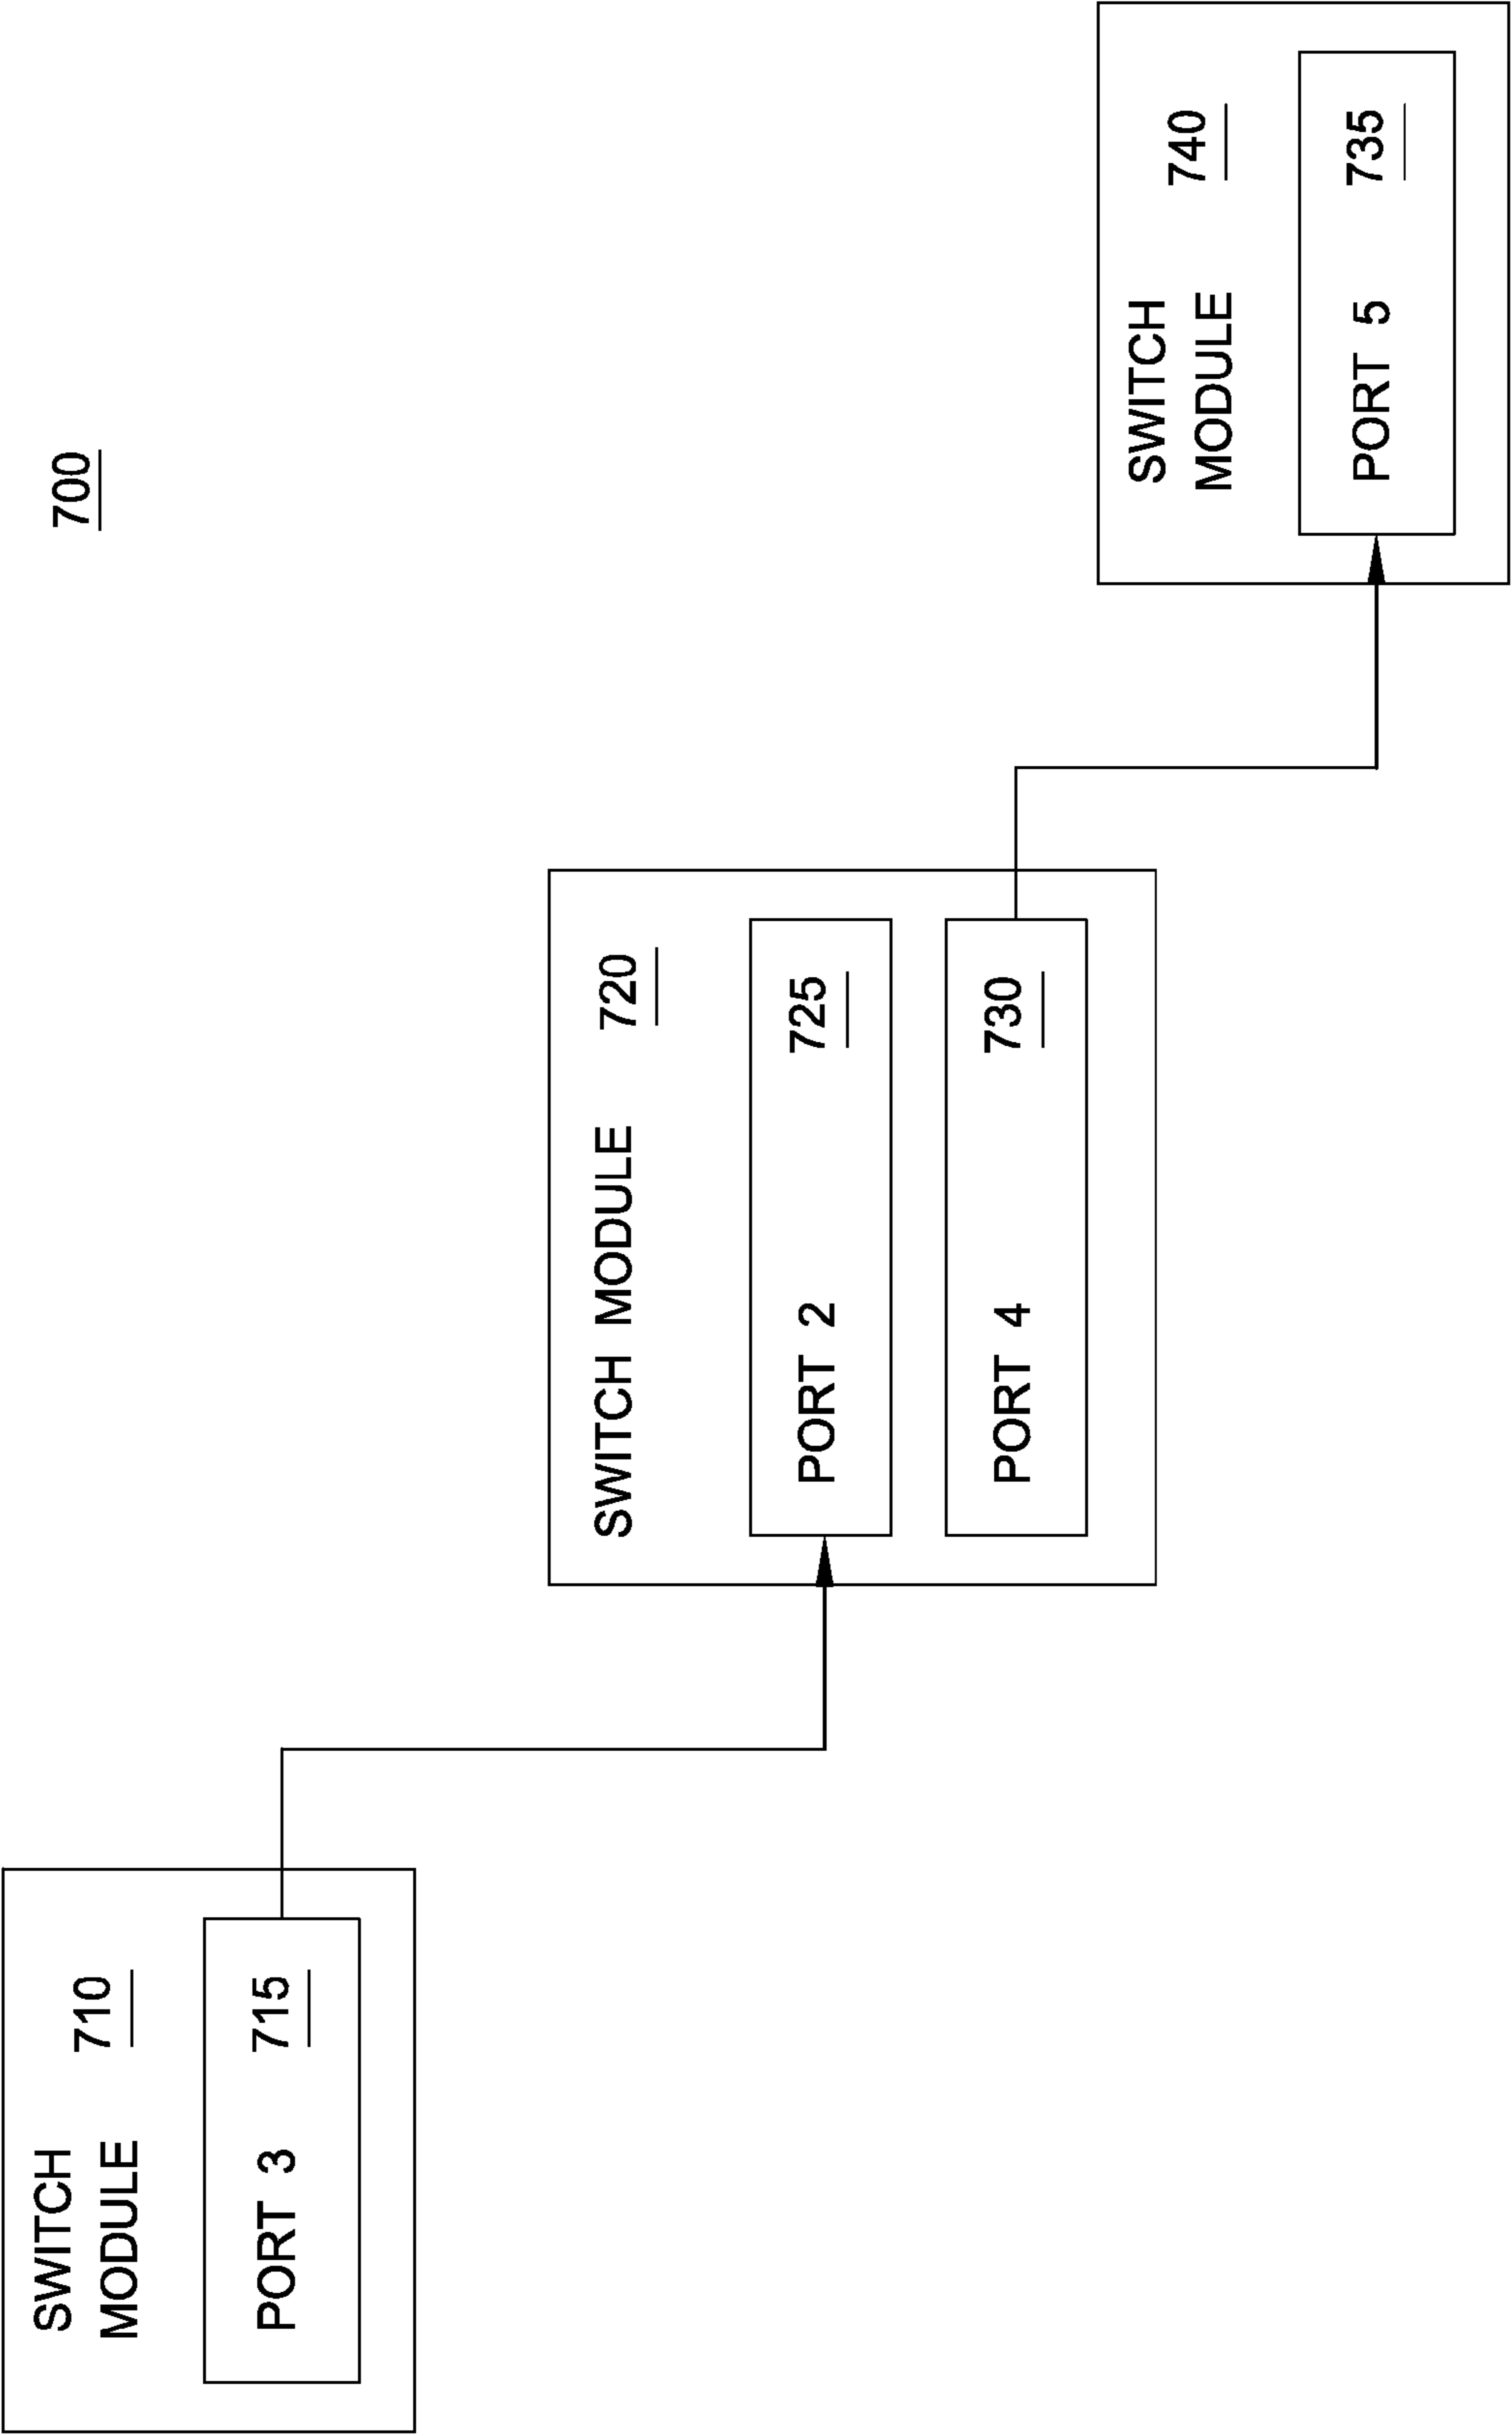 700
SWITCH
MODULE
710
PORT 3
715
SWITCH MODULE
720
PORT 2
725
PORT 4
730
SWITCH
MODULE
740
PORT 5
735